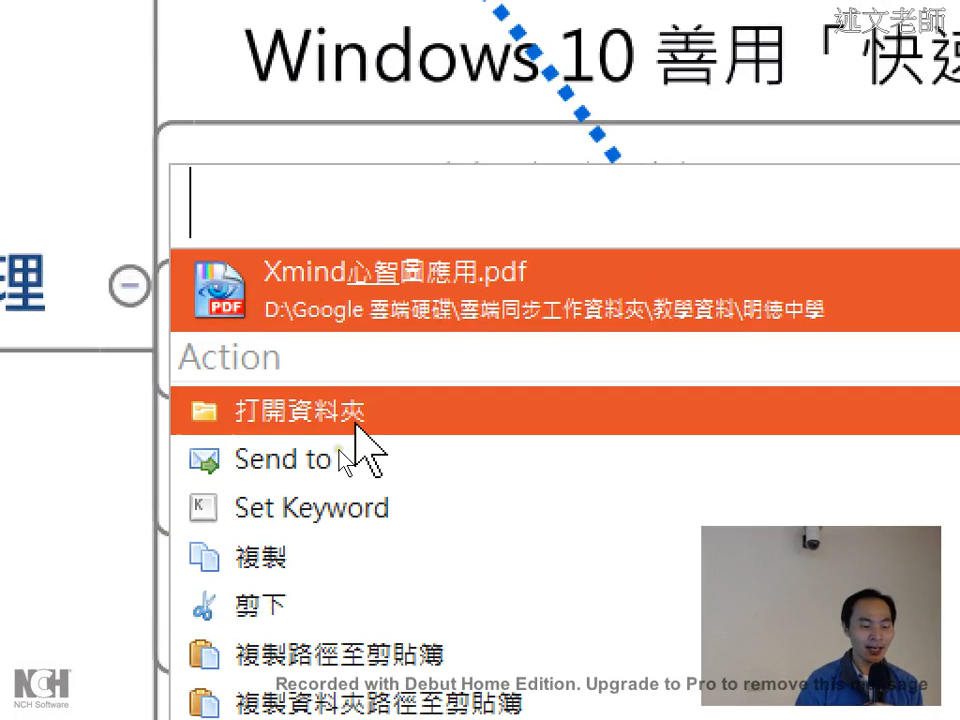 述文老師
Windows 10 善用「快速
理
Xmind心智圖應用.pdf
D:\Google 雲端硬碟\雲端同步工作資料夾\教學資料\明德中學
Action
打開資料夾
Send to
Set Keyword
複製
剪下
複製路徑至剪貼簿
Recorded with Debut Home Edition. Upgrade to Pro to remove this message
複製資料夾路徑至剪貼簿
NCH
NCH Software